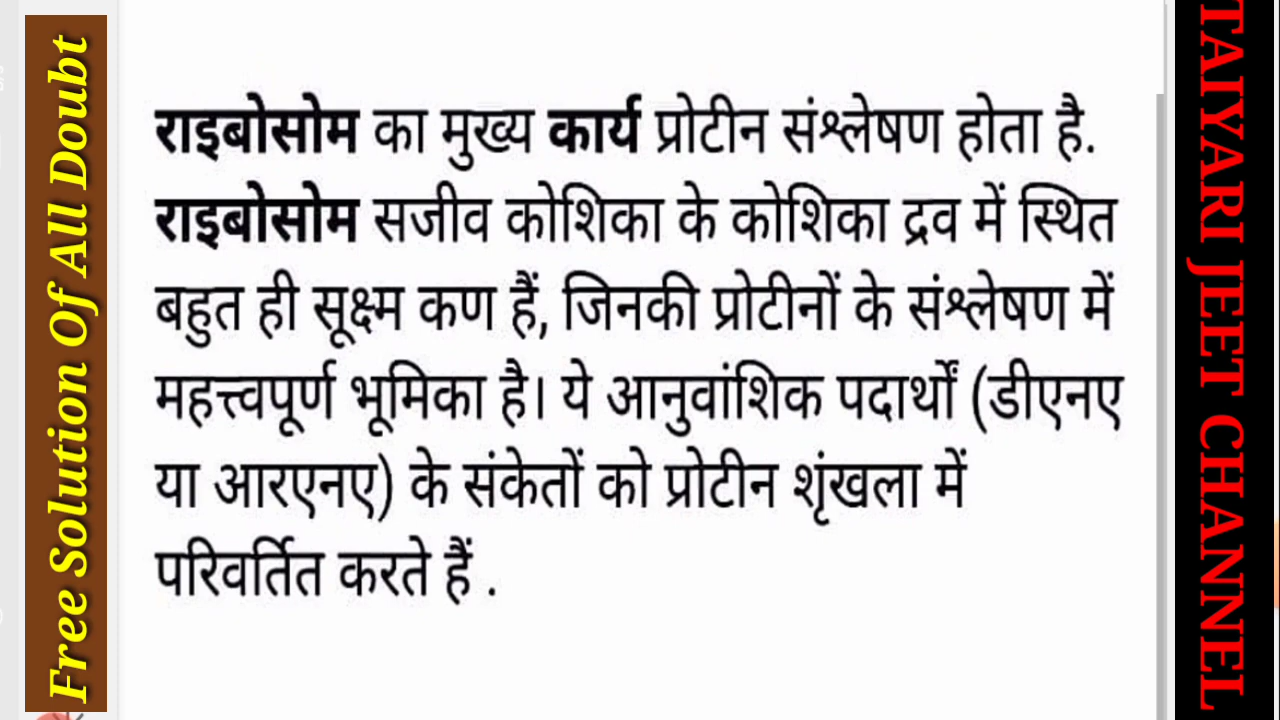 Free Solution Of All Doubt
राइबोसोम का मुख्य कार्य प्रोटीन संश्लेषण होता है.
राइबोसोम सजीव कोशिका के कोशिका द्रव में स्थित
बहुत ही सूक्ष्म कण हैं, जिनकी प्रोटीनों के संश्लेषण में
महत्त्वपूर्ण भूमिका है। ये आनुवांशिक पदार्थों (डीएनए
या आरएनए) के संकेतों को प्रोटीन शृंखला में
परिवर्तित करते हैं .
TAIYYARI JEET CHANNEL